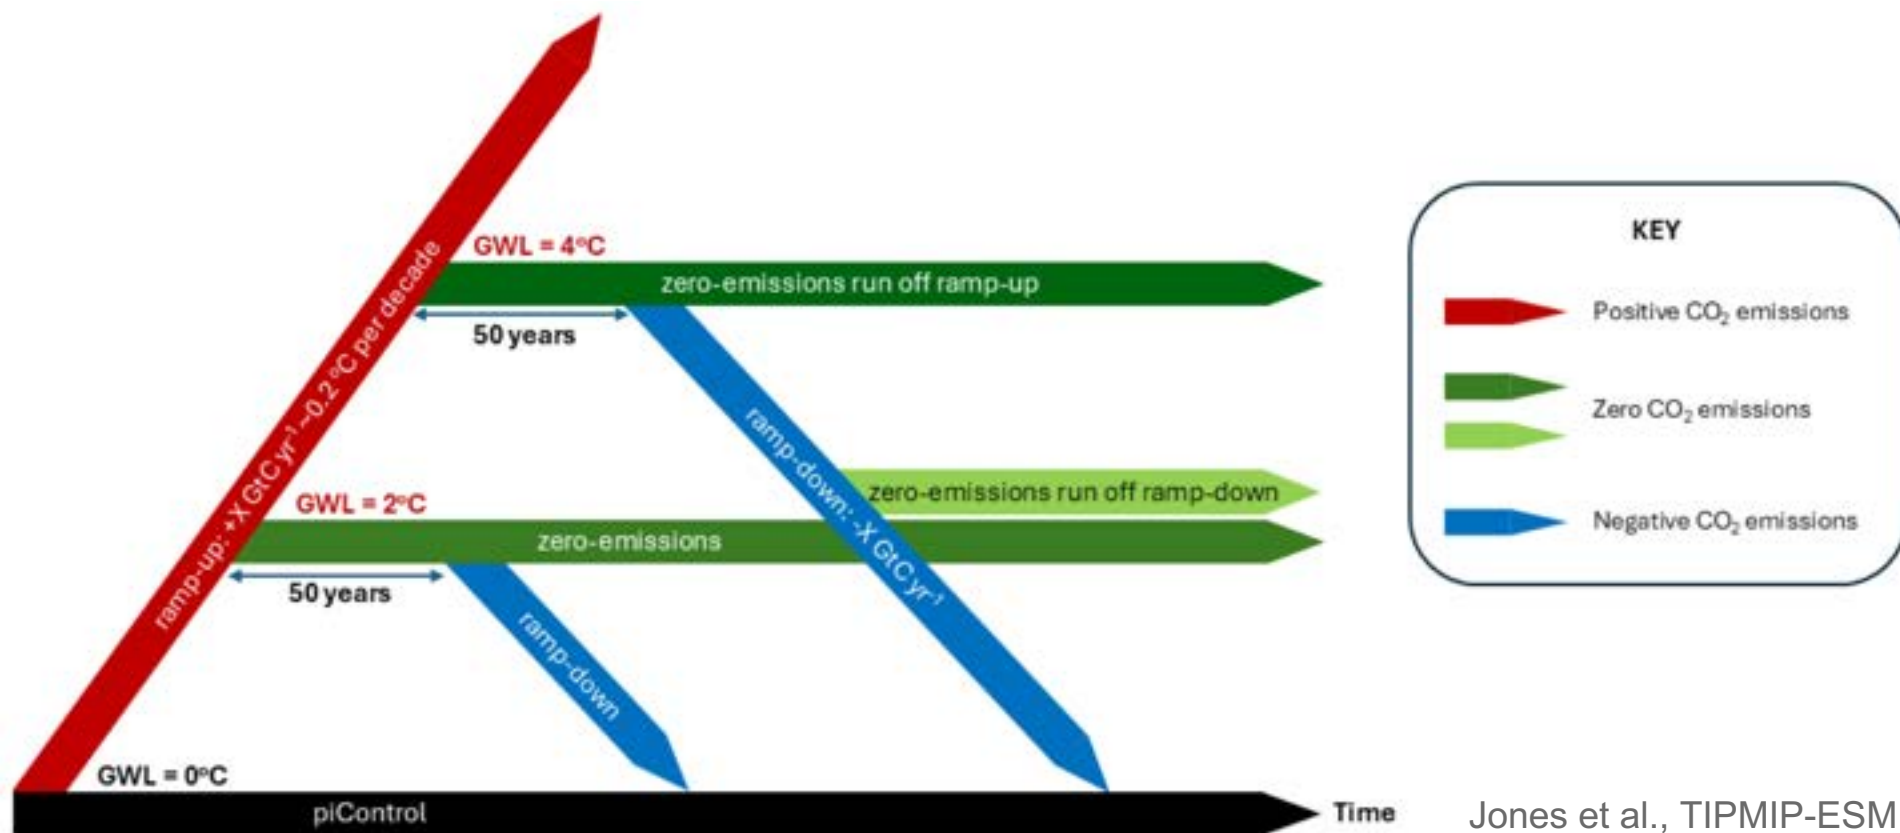 GWL = 4°C
zero-emissions run off ramp-up
50 years
ramp-up: +X GtC yr⁻¹ ~0.2 °C per decade
ramp-down: -X GtC yr⁻¹
zero-emissions run off ramp-down
GWL = 2°C
zero-emissions
50 years
ramp-down
GWL = 0°C
piControl
Time
KEY
Positive CO₂ emissions
Zero CO₂ emissions
Negative CO₂ emissions
Jones et al., TIPMIP-ESM